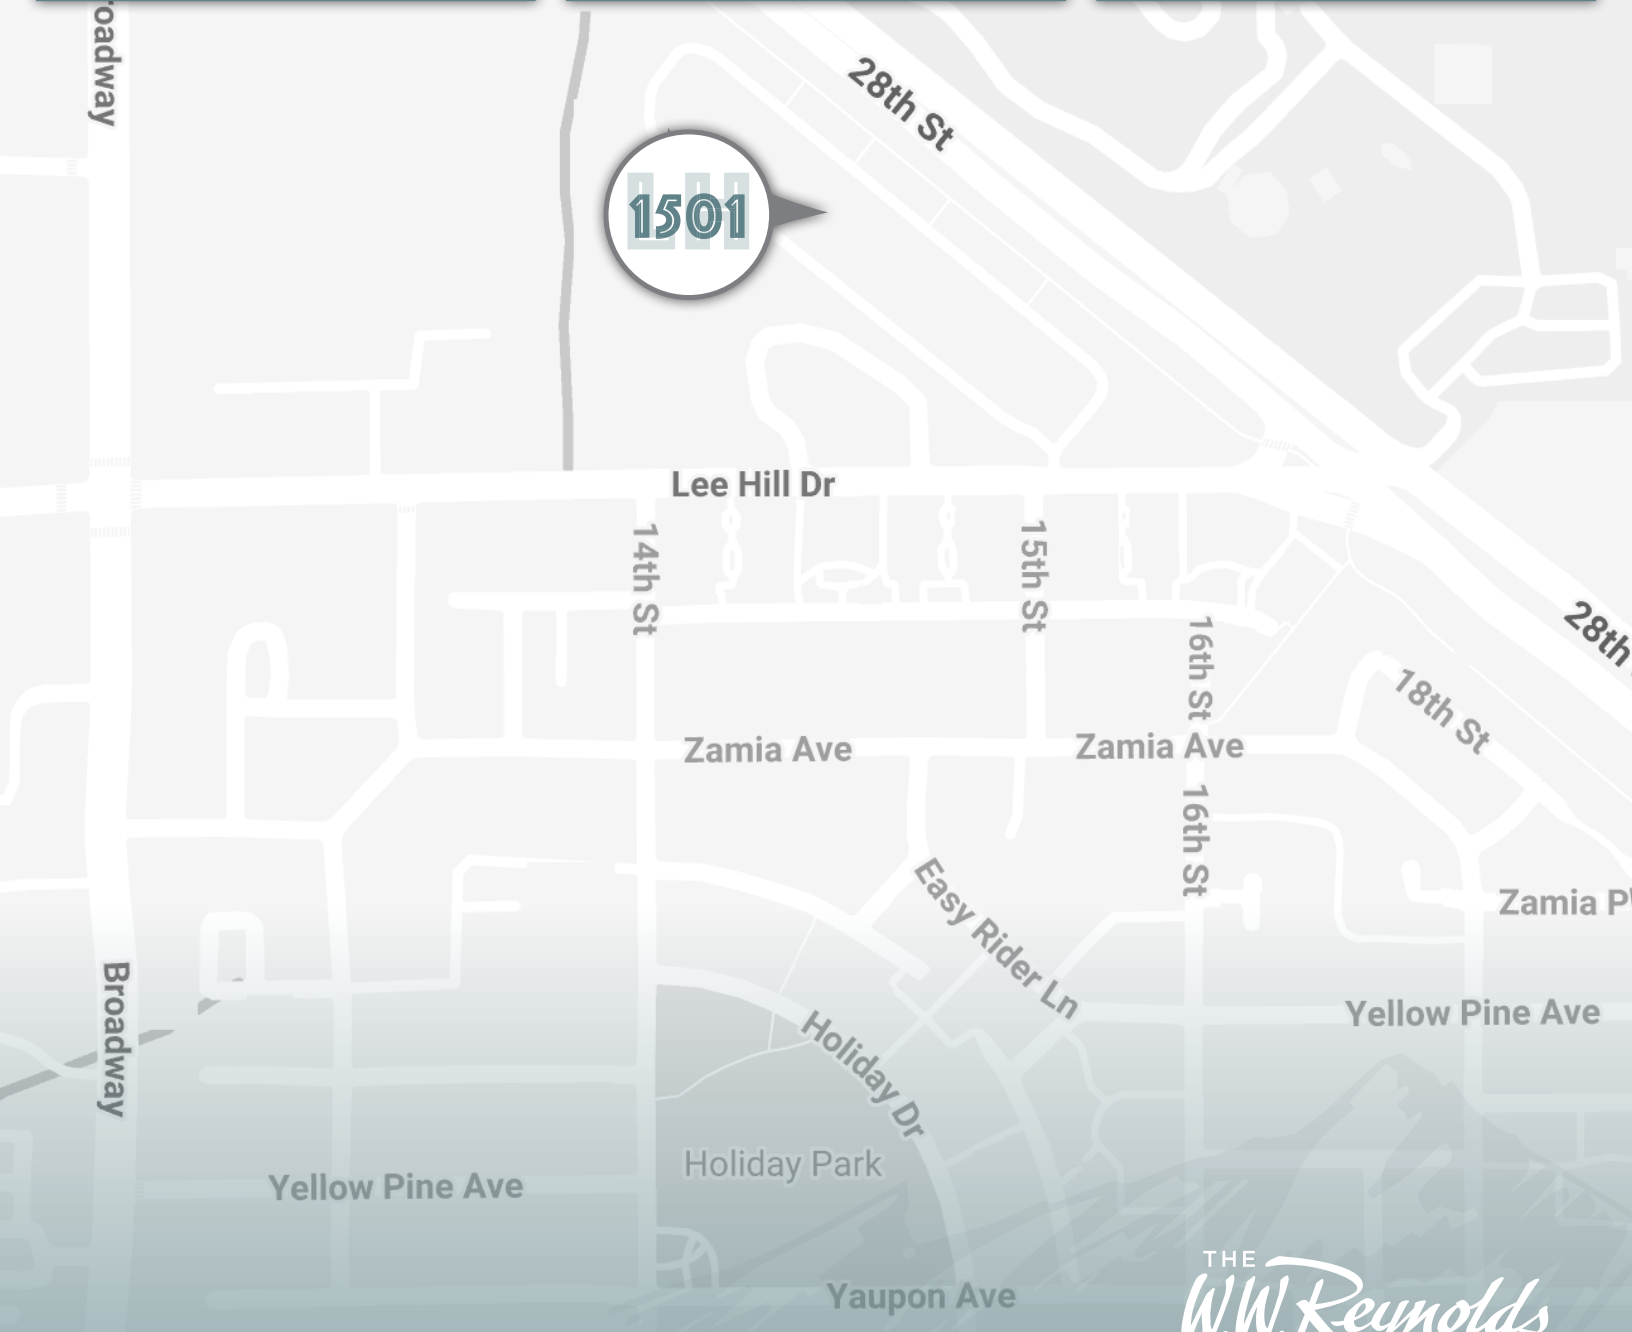 Broadway
28th St
1501
Lee Hill Dr
14th St
15th St
28th
16th St
18th St
Zamia Ave
Zamia Ave
16th St
Easy Rider Ln
Zamia Pl
Broadway
Yellow Pine Ave
Holiday Dr
Holiday Park
Yellow Pine Ave
THE
W.W. Reynolds
Yaupon Ave